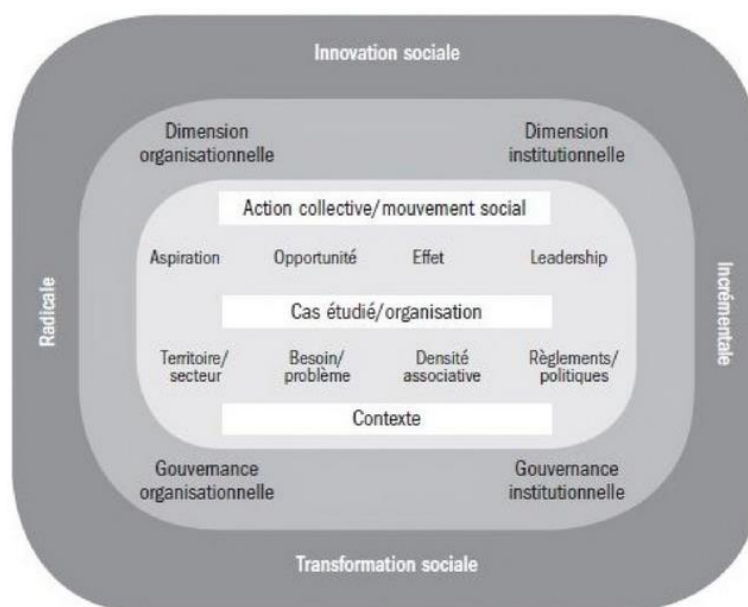 Innovation sociale
Dimension
organisationnelle
Dimension
institutionnelle
Action collective/mouvement social
Aspiration
Opportunité
Effet
Leadership
Radicale
Incrémentale
Cas étudié/organisation
Territoire/
secteur
Besoin/
problème
Densité
associative
Règlements/
politiques
Contexte
Gouvernance
organisationnelle
Gouvernance
institutionnelle
Transformation sociale